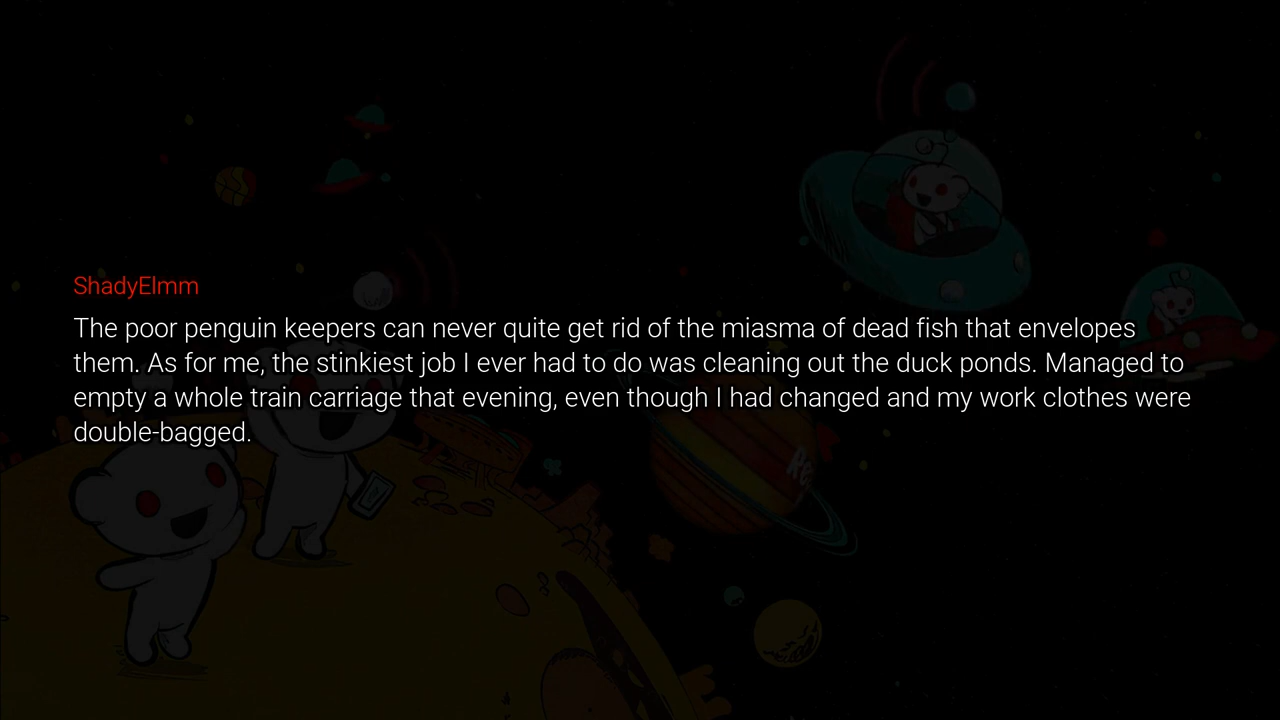 ShadyElmm
The poor penguin keepers can never quite get rid of the miasma of dead fish that envelopes
them. As for me, the stinkiest job I ever had to do was cleaning out the duck ponds. Managed to
empty a whole train carriage that evening, even though I had changed and my work clothes were
double-bagged.